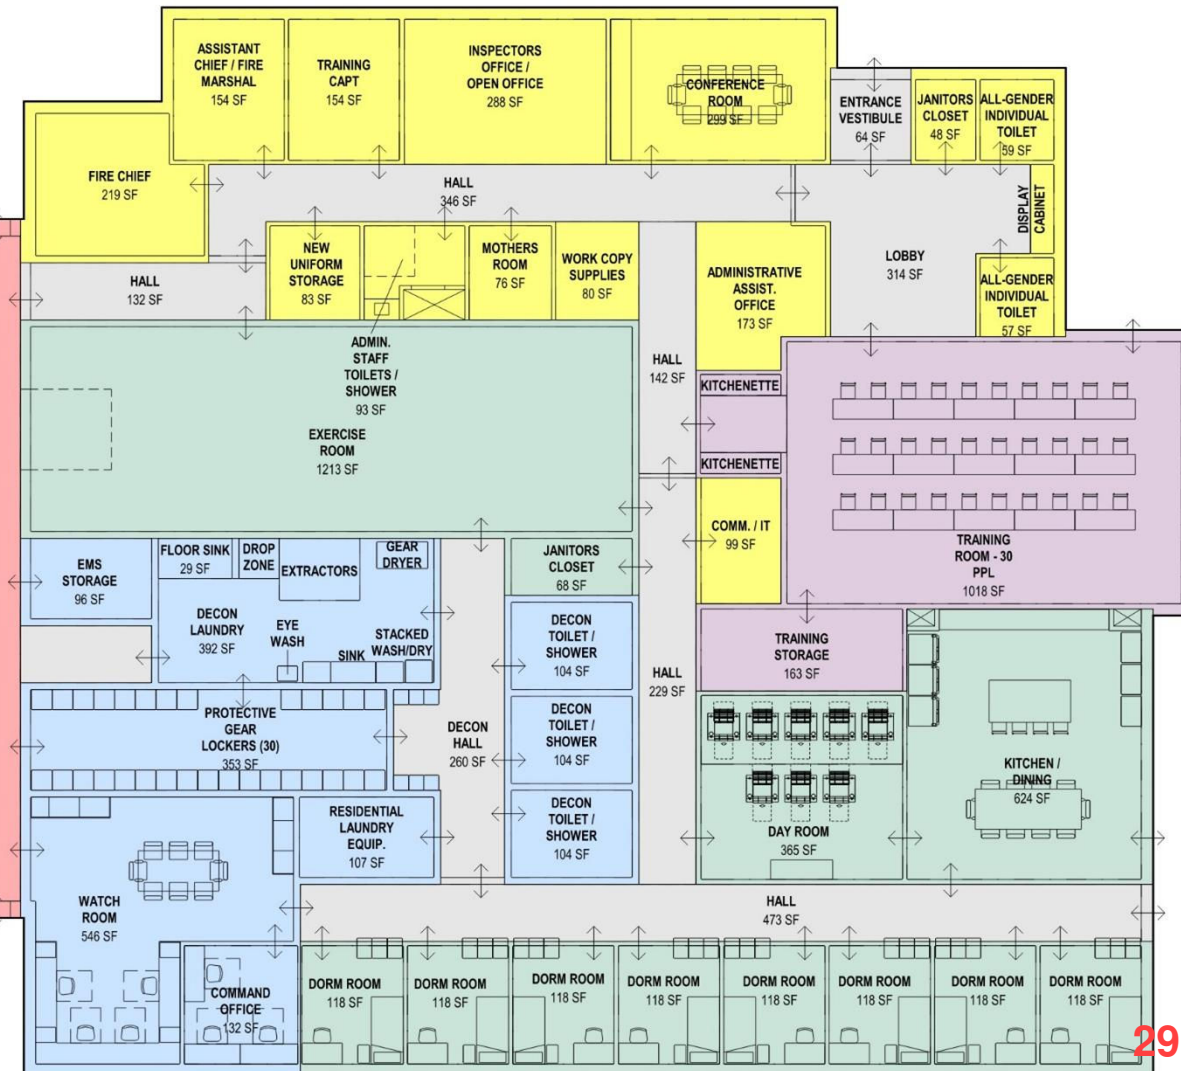 ASSISTANT
CHIEF / FIRE
MARSHAL
154 SF
TRAINING
CAPT
154 SF
INSPECTORS
OFFICE /
OPEN OFFICE
288 SF
CONFERENCE
ROOM
299 SF
ENTRANCE
VESTIBULE
64 SF
JANITORS
CLOSET
48 SF
ALL-GENDER
INDIVIDUAL
TOILET
59 SF
FIRE CHIEF
219 SF
HALL
346 SF
DISPLAY
CABINET
HALL
132 SF
NEW
UNIFORM
STORAGE
83 SF
MOTHERS
ROOM
76 SF
WORK COPY
SUPPLIES
80 SF
ADMINISTRATIVE
ASSIST.
OFFICE
173 SF
LOBBY
314 SF
ALL-GENDER
INDIVIDUAL
TOILET
57 SF
ADMIN.
STAFF
TOILETS /
SHOWER
93 SF
EXERCISE
ROOM
1213 SF
HALL
142 SF
KITCHENETTE
KITCHENETTE
COMM. / IT
99 SF
TRAINING
ROOM - 30
PPL
1018 SF
EMS
STORAGE
96 SF
FLOOR SINK
29 SF
DROP
ZONE
EXTRACTORS
GEAR
DRYER
JANITORS
CLOSET
68 SF
DECON
LAUNDRY
392 SF
EYE
WASH
SINK
STACKED
WASH/DRY
DECON
TOILET /
SHOWER
104 SF
HALL
229 SF
TRAINING
STORAGE
163 SF
PROTECTIVE
GEAR
LOCKERS (30)
353 SF
DECON
HALL
260 SF
DECON
TOILET /
SHOWER
104 SF
KITCHEN /
DINING
624 SF
RESIDENTIAL
LAUNDRY
EQUIP.
107 SF
DECON
TOILET /
SHOWER
104 SF
DAY ROOM
365 SF
WATCH
ROOM
546 SF
HALL
473 SF
COMMAND
OFFICE
132 SF
DORM ROOM
118 SF
DORM ROOM
118 SF
DORM ROOM
118 SF
DORM ROOM
118 SF
DORM ROOM
118 SF
DORM ROOM
118 SF
DORM ROOM
118 SF
DORM ROOM
118 SF
29